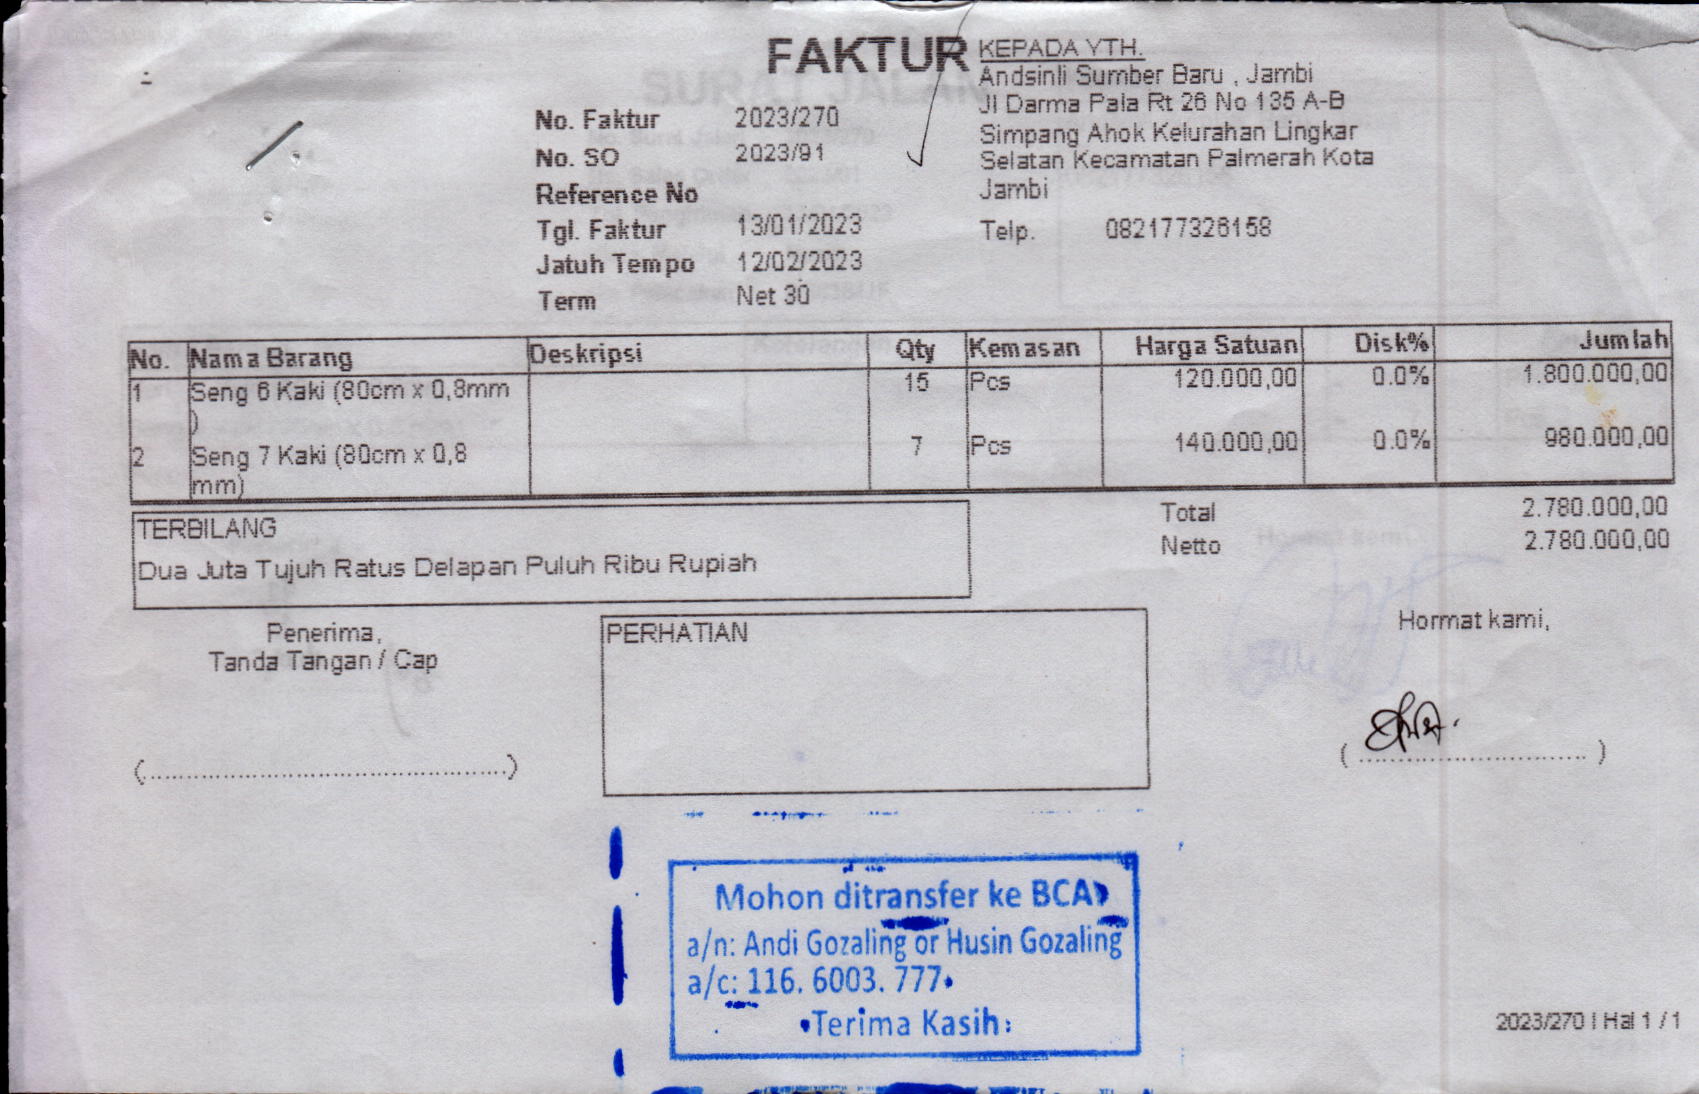 FAKTUR
KEPADA YTH.
Andsinli Sumber Baru , Jambi
Jl Darma Pala Rt 26 No 135 A-B
Simpang Ahok Kelurahan Lingkar
Selatan Kecamatan Palmerah Kota
Jambi
Telp. 082177326158
No. Faktur 2023/270
No. SO 2023/91
Reference No
Tgl. Faktur 13/01/2023
Jatuh Tempo 12/02/2023
Term Net 30
No. Nama Barang Deskripsi Qty Kemasan Harga Satuan Disk% Jumlah
1 Seng 6 Kaki (80cm x 0,8mm 15 Pcs 120.000,00 0.0% 1.800.000,00
)
2 Seng 7 Kaki (80cm x 0,8 7 Pcs 140.000,00 0.0% 980.000,00
mm)
Total 2.780.000,00
Netto 2.780.000,00
TERBILANG
Dua Juta Tujuh Ratus Delapan Puluh Ribu Rupiah
Penerima,
Tanda Tangan / Cap
(................................................)
PERHATIAN
Hormat kami,
( .............................. )
Mohon ditransfer ke BCA
a/n: Andi Gozaling or Husin Gozaling
a/c: 116. 6003. 777
Terima Kasih
2023/270 | Hal 1 / 1